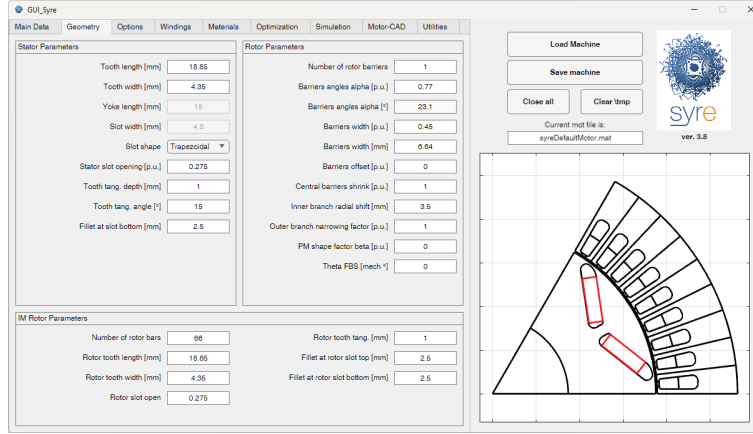 GUI_Syre
Main Data Geometry Options Windings Materials Optimization Simulation Motor-CAD Utilities
Stator Parameters
Tooth length [mm] 18.85
Tooth width [mm] 4.35
Yoke length [mm] 18
Slot width [mm] 4.6
Slot shape Trapezoidal
Stator slot opening [p.u.] 0.275
Tooth tang. depth [mm] 1
Tooth tang. angle [°] 15
Fillet at slot bottom [mm] 2.5
Rotor Parameters
Number of rotor barriers 1
Barriers angles alpha [p.u.] 0.77
Barriers angles alpha [°] 23.1
Barriers width [p.u.] 0.45
Barriers width [mm] 6.64
Barriers offset [p.u.] 0
Central barriers shrink [p.u.] 1
Inner branch radial shift [mm] 3.5
Outer branch narrowing factor [p.u.] 1
PM shape factor beta [p.u.] 0
Theta FBS [mech °] 0
IM Rotor Parameters
Number of rotor bars 66
Rotor tooth length [mm] 18.85
Rotor tooth width [mm] 4.35
Rotor slot open 0.275
Rotor tooth tang. [mm] 1
Fillet at rotor slot top [mm] 2.5
Fillet at rotor slot bottom [mm] 2.5
Load Machine
Save machine
Close all Clear \tmp
Current mot file is:
syreDefaultMotor.mat
syre
ver. 3.8